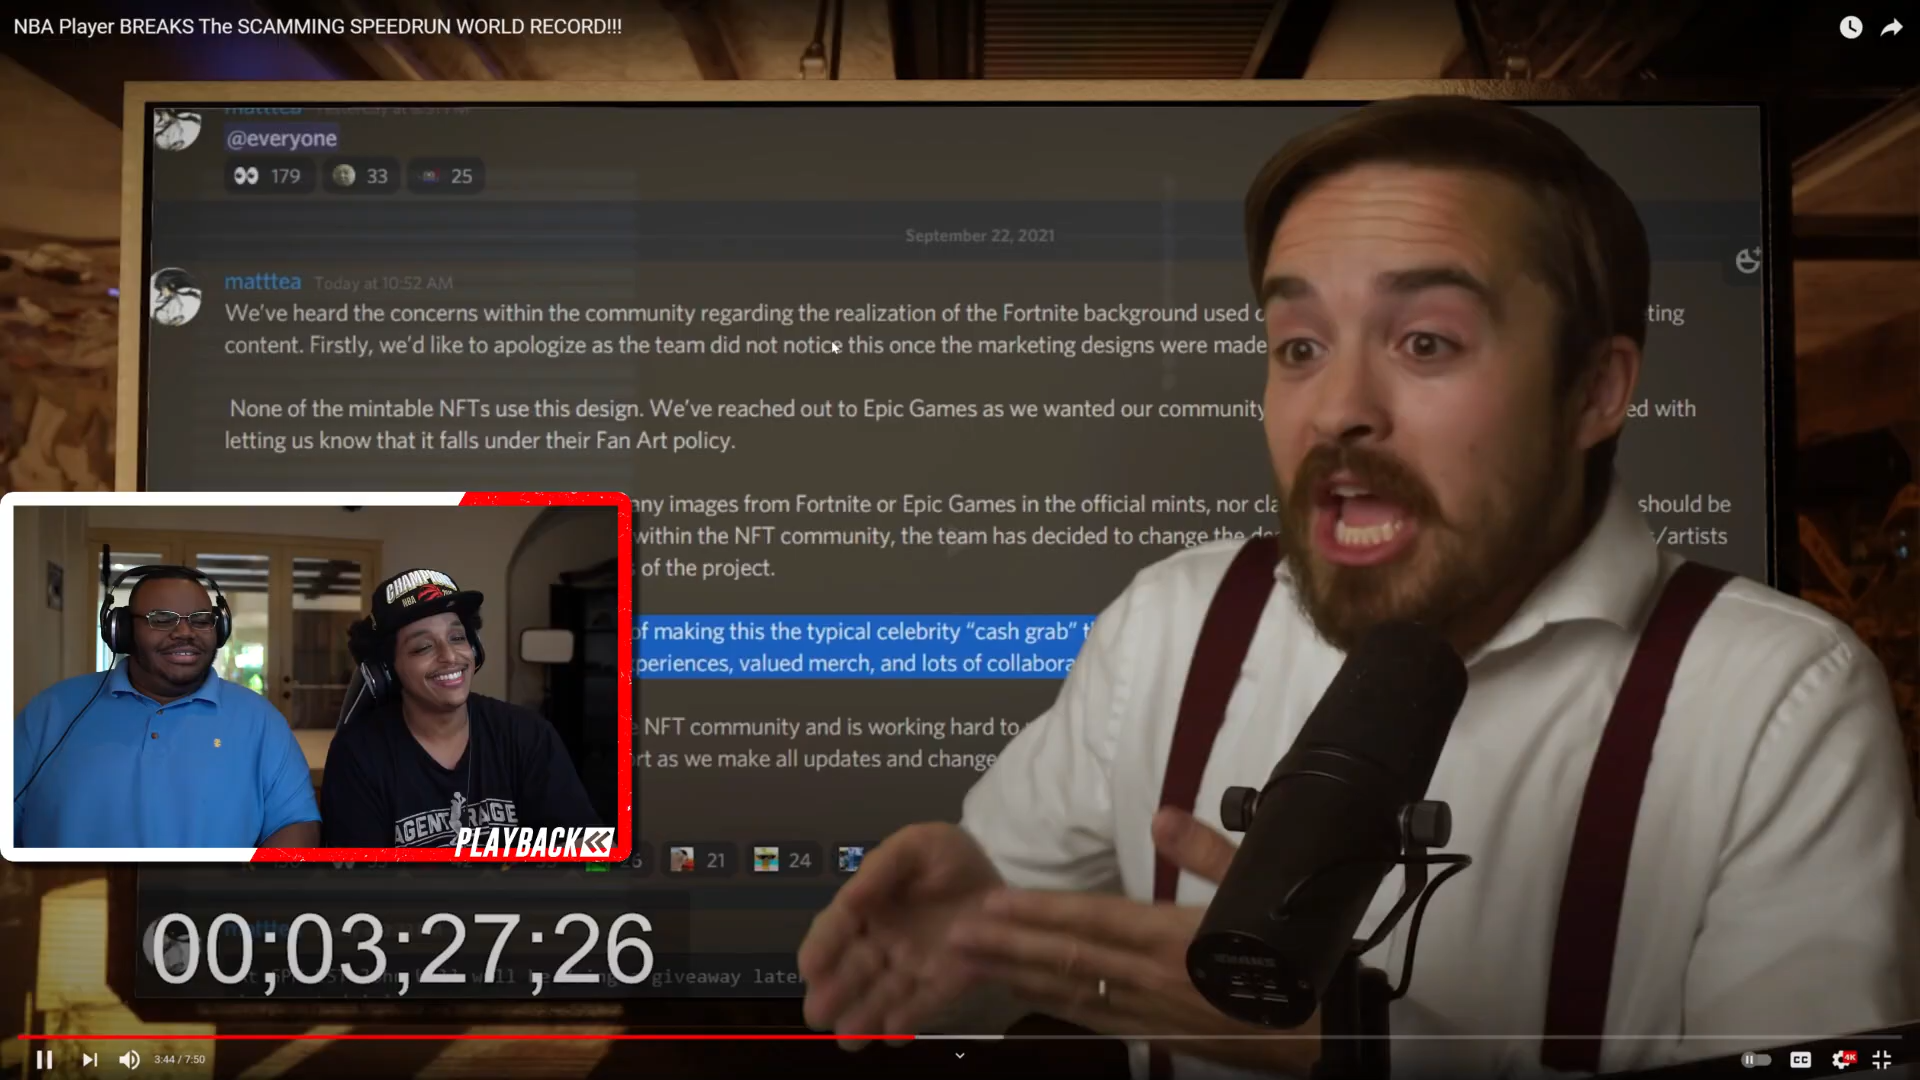 NBA Player BREAKS The SCAMMING SPEEDRUN WORLD RECORD!!!
@everyone
179 33 25
September 22, 2021
matttea Today at 10:52 AM
We've heard the concerns within the community regarding the realization of the Fortnite background used ting
content. Firstly, we'd like to apologize as the team did not notice this once the marketing designs were made
None of the mintable NFTs use this design. We've reached out to Epic Games as we wanted our community ed with
letting us know that it falls under their Fan Art policy.
any images from Fortnite or Epic Games in the official mints, nor should be
within the NFT community, the team has decided to change the /artists
of the project.
of making this the typical celebrity "cash grab"
periences, valued merch, and lots of collabora
NFT community and is working hard to
rt as we make all updates and change
CHAMPIONS
NBA
AGENT RANGE
PLAYBACK
26 21 24
00;03;27;26
giveaway later
3:44 / 7:50
CC
4K